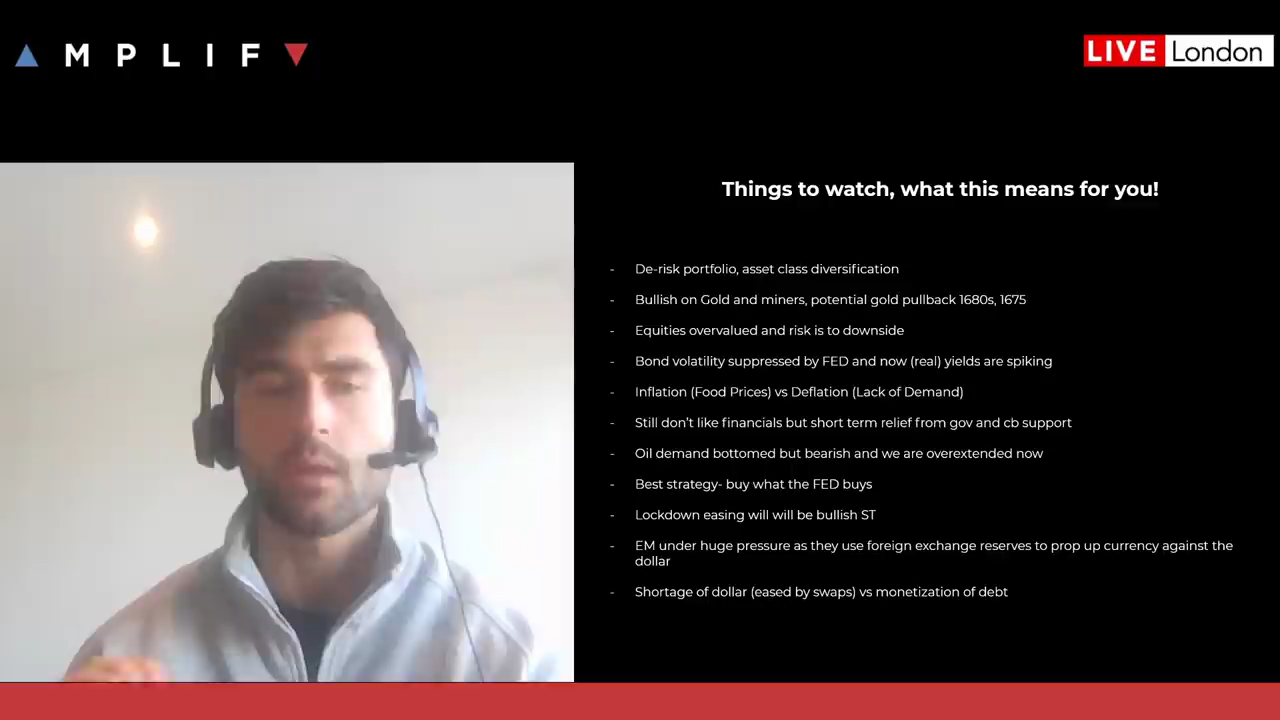 ▲ M P L I F ▼
LIVE London
Things to watch, what this means for you!
- De-risk portfolio, asset class diversification
- Bullish on Gold and miners, potential gold pullback 1680s, 1675
- Equities overvalued and risk is to downside
- Bond volatility suppressed by FED and now (real) yields are spiking
- Inflation (Food Prices) vs Deflation (Lack of Demand)
- Still don't like financials but short term relief from gov and cb support
- Oil demand bottomed but bearish and we are overextended now
- Best strategy- buy what the FED buys
- Lockdown easing will will be bullish ST
- EM under huge pressure as they use foreign exchange reserves to prop up currency against the
dollar
- Shortage of dollar (eased by swaps) vs monetization of debt